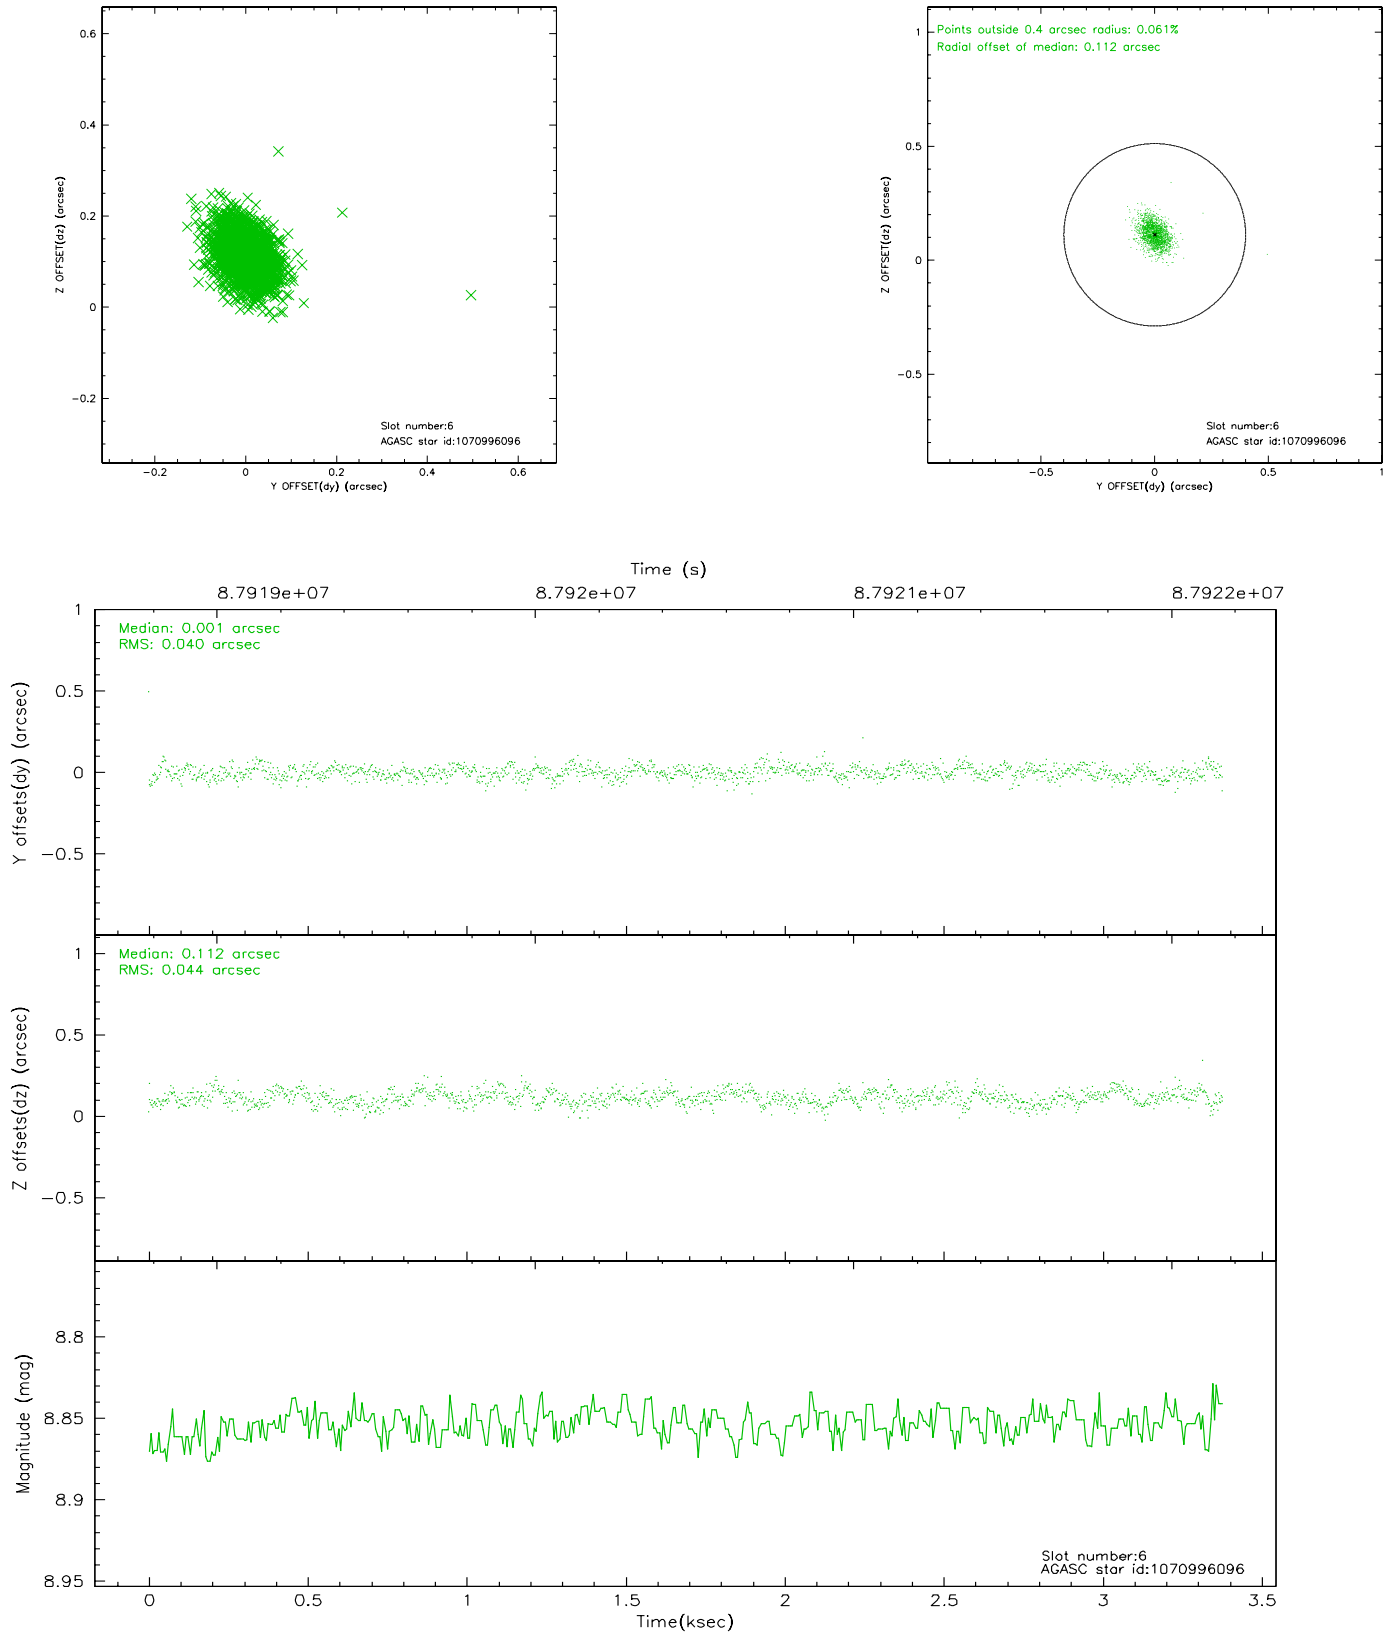 0.6
0.4
0.2
0
−0.2
Z OFFSET(dz) (arcsec)
Slot number:6
AGASC star id:1070996096
−0.2 0 0.2 0.4 0.6
Y OFFSET(dy) (arcsec)
Points outside 0.4 arcsec radius: 0.061%
Radial offset of median: 0.112 arcsec
1
0.5
0
−0.5
Z OFFSET(dz) (arcsec)
Slot number:6
AGASC star id:1070996096
−0.5 0 0.5 1
Y OFFSET(dy) (arcsec)
Time (s)
8.7919e+07 8.792e+07 8.7921e+07 8.7922e+07
Median: 0.001 arcsec
RMS: 0.040 arcsec
1
0.5
0
−0.5
Y offsets(dy) (arcsec)
Median: 0.112 arcsec
RMS: 0.044 arcsec
1
0.5
0
−0.5
Z offsets(dz) (arcsec)
8.8
8.85
8.9
8.95
Magnitude (mag)
Slot number:6
AGASC star id:1070996096
0 0.5 1 1.5 2 2.5 3 3.5
Time(ksec)